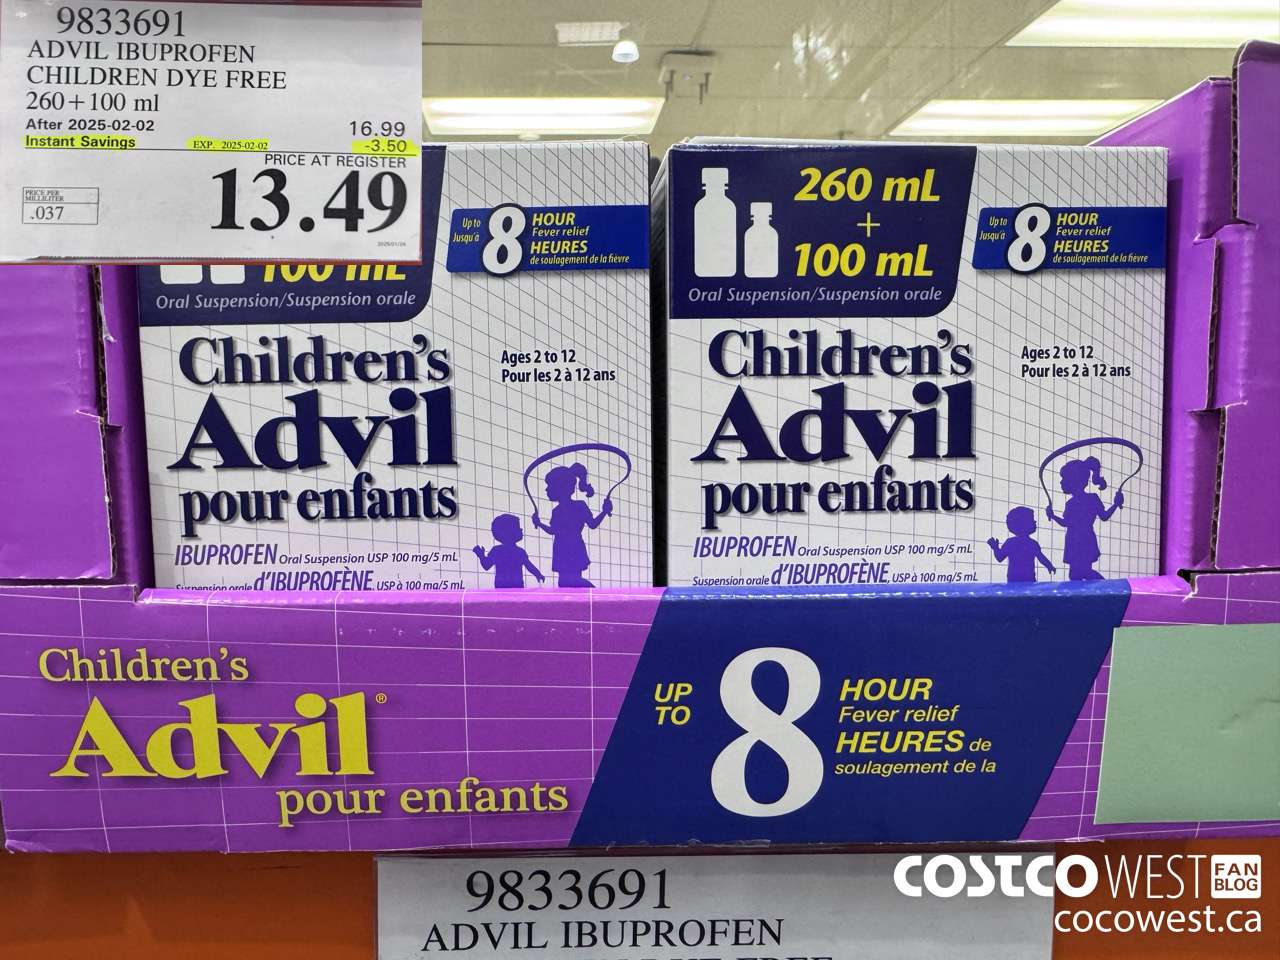 9833691
ADVIL IBUPROFEN
CHILDREN DYE FREE
260+100 ml
After 2025-02-02 16.99
Instant Savings EXP. 2025-02-02 -3.50
PRICE AT REGISTER
13.49
PRICE PER
MILLILITER
.037
2025/01/24
100 mL
Oral Suspension/Suspension orale
Up to
Jusqu'à
8
HOUR
Fever relief
HEURES
de soulagement de la fièvre
Children's
Advil
pour enfants
Ages 2 to 12
Pour les 2 à 12 ans
IBUPROFEN Oral Suspension USP 100 mg/5 mL
Suspension orale d'IBUPROFÈNE, USP à 100 mg/5 mL
260 mL
+
100 mL
Oral Suspension/Suspension orale
Up to
Jusqu'à
8
HOUR
Fever relief
HEURES
de soulagement de la fièvre
Children's
Advil
pour enfants
Ages 2 to 12
Pour les 2 à 12 ans
IBUPROFEN Oral Suspension USP 100 mg/5 mL
Suspension orale d'IBUPROFÈNE, USP à 100 mg/5 mL
Children's
Advil®
pour enfants
UP
TO
8
HOUR
Fever relief
HEURES de
soulagement de la
9833691
ADVIL IBUPROFEN
COSTCO WEST FAN
BLOG
cocowest.ca